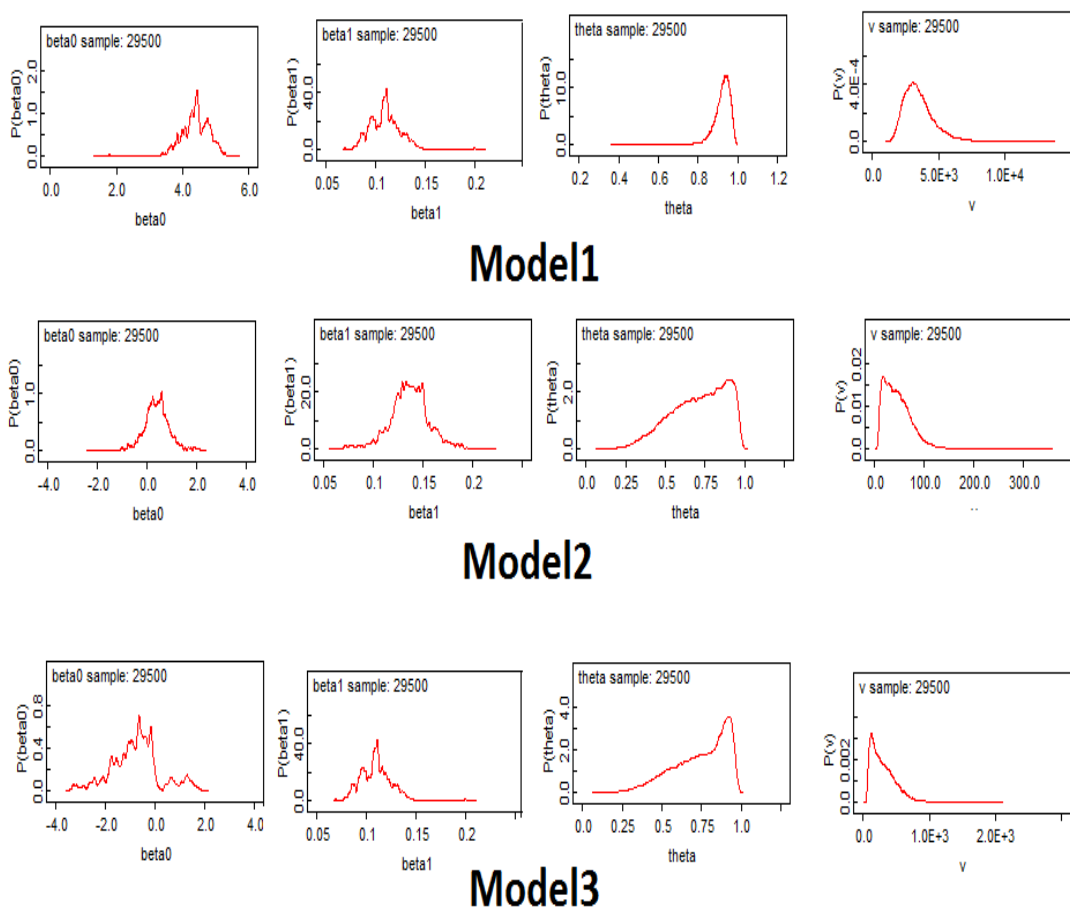 beta0 sample: 29500
P(beta0)
2.0
1.0
0.0
0.0 2.0 4.0 6.0
beta0
beta1 sample: 29500
P(beta1)
40.0
0.0
0.05 0.1 0.15 0.2
beta1
theta sample: 29500
P(theta)
10.0
0.0
0.2 0.4 0.6 0.8 1.0 1.2
theta
v sample: 29500
P(v)
4.0E-4
0.0
0.0 5.0E+3 1.0E+4
v
Model1
beta0 sample: 29500
P(beta0)
1.0
0.0
-4.0 -2.0 0.0 2.0 4.0
beta0
beta1 sample: 29500
P(beta1)
20.0
0.0
0.05 0.1 0.15 0.2
beta1
theta sample: 29500
P(theta)
2.0
0.0
0.0 0.25 0.5 0.75 1.0
theta
v sample: 29500
P(v)
0.02
0.01
0.0
0.0 100.0 200.0 300.0
Model2
beta0 sample: 29500
P(beta0)
0.8
0.4
0.0
-4.0 -2.0 0.0 2.0 4.0
beta0
beta1 sample: 29500
P(beta1)
40.0
0.0
0.05 0.1 0.15 0.2
beta1
theta sample: 29500
P(theta)
4.0
2.0
0.0
0.0 0.25 0.5 0.75 1.0
theta
v sample: 29500
P(v)
0.002
0.0
0.0 1.0E+3 2.0E+3
v
Model3